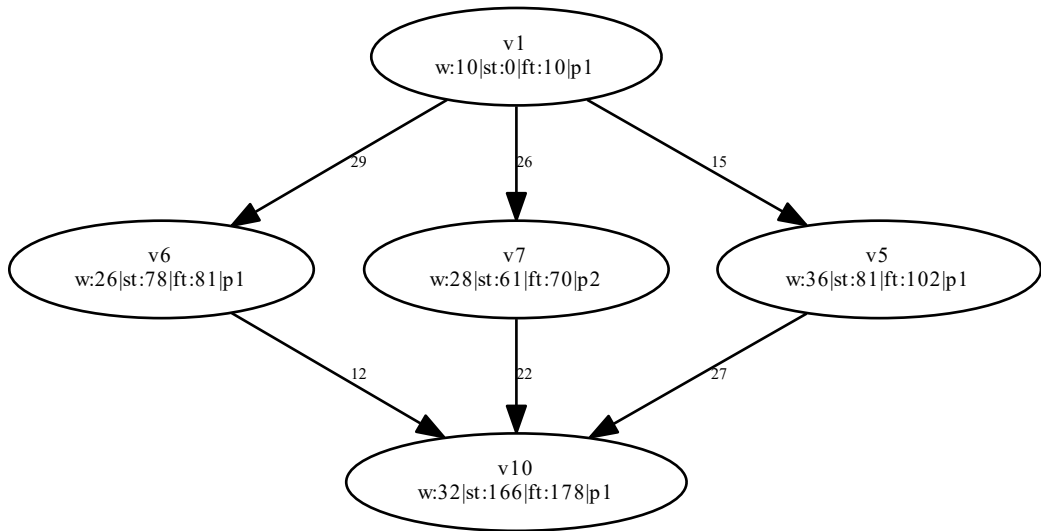 v1
w:10|st:0|ft:10|p1
29
26
15
v6
w:26|st:78|ft:81|p1
v7
w:28|st:61|ft:70|p2
v5
w:36|st:81|ft:102|p1
12
22
27
v10
w:32|st:166|ft:178|p1